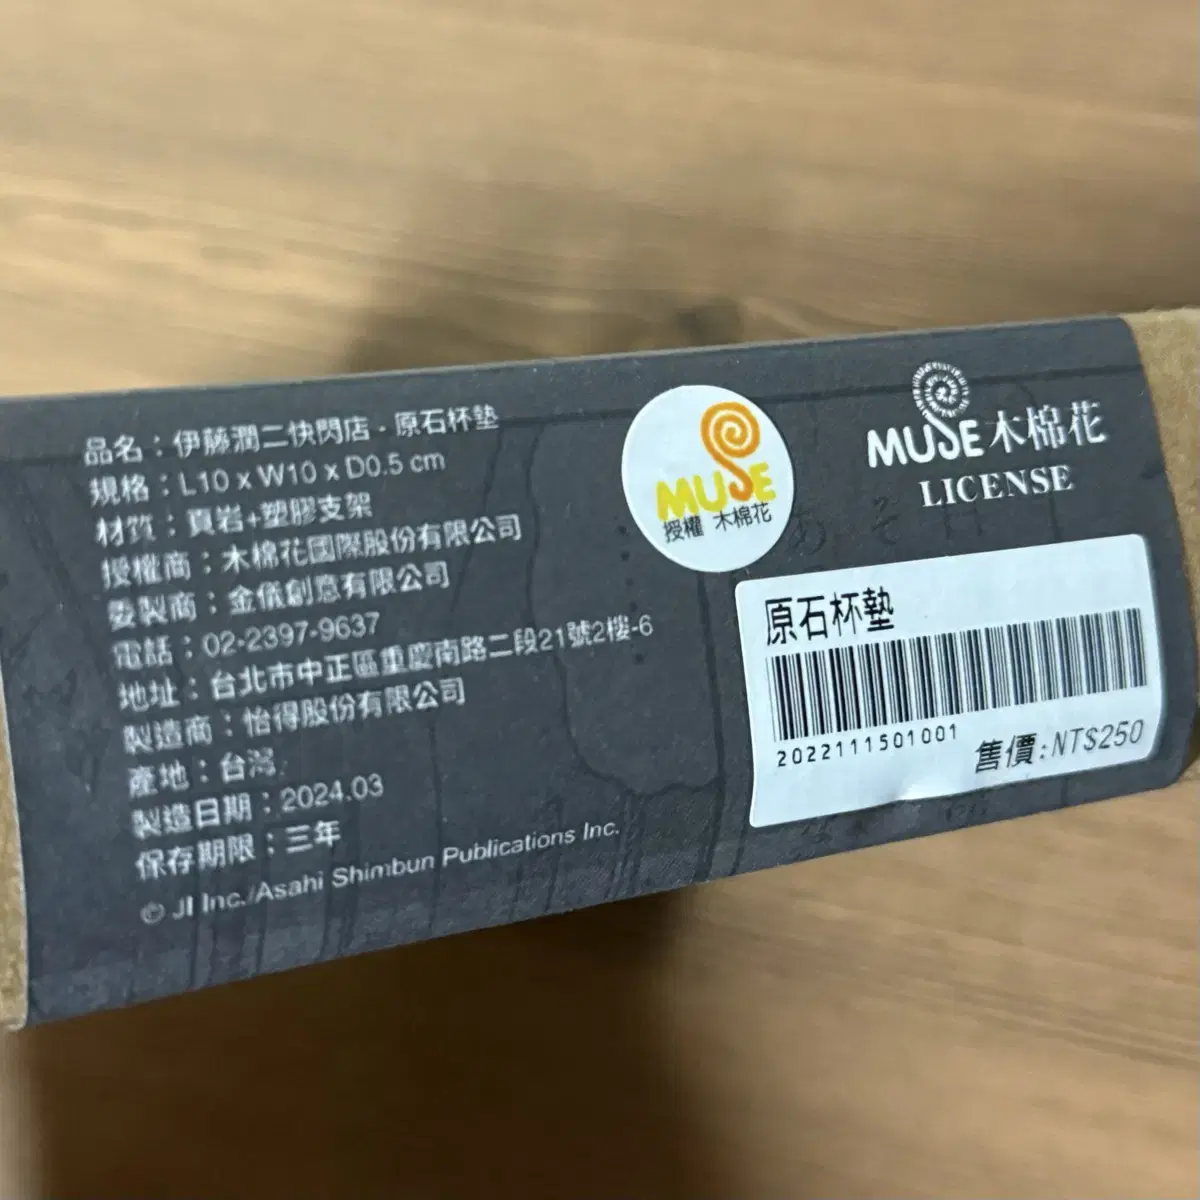 品名：伊藤潤二快閃店 - 原石杯墊
規格：L10 x W10 x D0.5 cm
材質：頁岩+塑膠支架
授權商：木棉花國際股份有限公司
委製商：金儀創意有限公司
電話：02-2397-9637
地址：台北市中正區重慶南路二段21號2樓-6
製造商：怡得股份有限公司
產地：台灣
製造日期：2024.03
保存期限：三年
© JI Inc./Asahi Shimbun Publications Inc.
MUSE
授權 木棉花
MUSE木棉花
LICENSE
原石杯墊
2022111501001
售價:NT$250